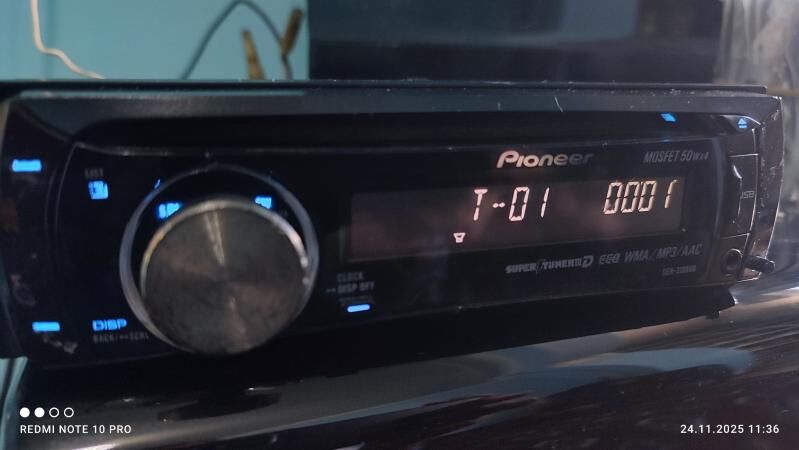 LIST
Pioneer
MOSFET 50Wx4
T-01 0001
USB
CLOCK
DISP OFF
SUPER TUNER III D WMA/MP3/AAC
DISP
REDMI NOTE 10 PRO
24.11.2025 11:36